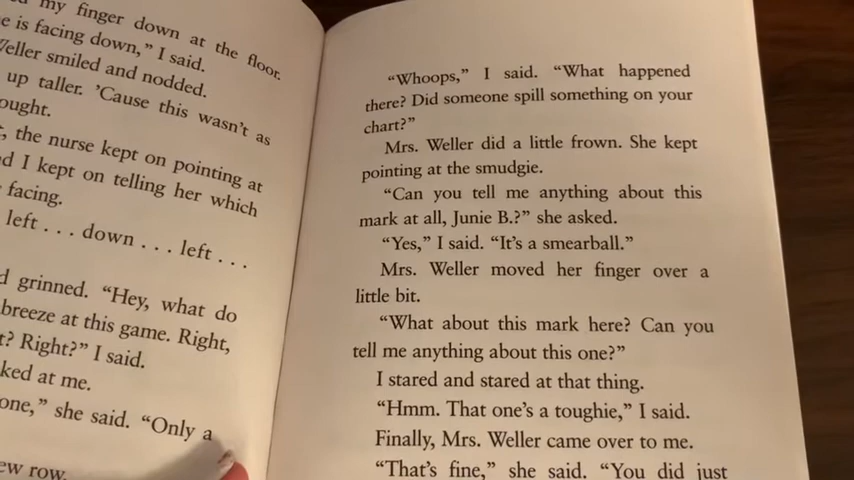 my finger down at the floor.
e is facing down,” I said.
Weller smiled and nodded.
up taller. ’Cause this wasn’t as
ought.
, the nurse kept on pointing at
d I kept on telling her which
facing.
left . . . down . . . left . . .
d grinned. “Hey, what do
breeze at this game. Right,
t? Right?” I said.
ked at me.
one,” she said. “Only a
ew row.
“Whoops,” I said. “What happened
there? Did someone spill something on your
chart?”
Mrs. Weller did a little frown. She kept
pointing at the smudgie.
“Can you tell me anything about this
mark at all, Junie B.?” she asked.
“Yes,” I said. “It’s a smearball.”
Mrs. Weller moved her finger over a
little bit.
“What about this mark here? Can you
tell me anything about this one?”
I stared and stared at that thing.
“Hmm. That one’s a toughie,” I said.
Finally, Mrs. Weller came over to me.
“That’s fine,” she said. “You did just